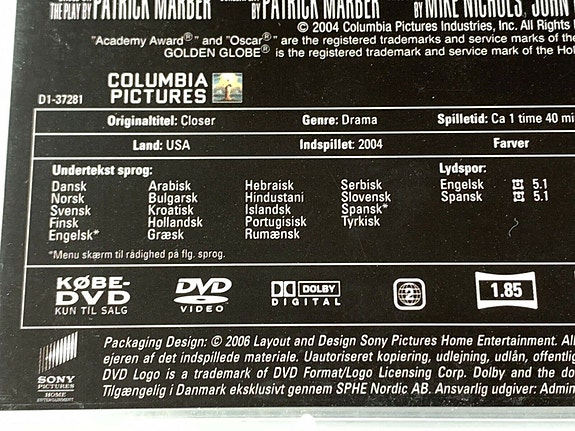 THE PLAY BY PATRICK MARBER BY PATRICK MARBER BY MIKE NICHOLS, JOHN
© 2004 Columbia Pictures Industries, Inc. All Rights
"Academy Award®" and "Oscar®" are the registered trademarks and service marks of the
GOLDEN GLOBE® is the registered trademark and service mark of the Hol
COLUMBIA
PICTURES
D1-37281
Originaltitel: Closer Genre: Drama Spilletid: Ca 1 time 40 mi
Land: USA Indspillet: 2004 Farver
Undertekst sprog: Lydspor:
Dansk Arabisk Hebraisk Serbisk Engelsk 5.1
Norsk Bulgarsk Hindustani Slovensk Spansk 5.1
Svensk Kroatisk Islandsk Spansk*
Finsk Hollandsk Portugisisk Tyrkisk
Engelsk* Græsk Rumænsk
*Menu skærm til rådighed på flg. sprog.
KØBE-
DVD
KUN TIL SALG
DVD
VIDEO
DOLBY
DIGITAL
2
1.85
Packaging Design: © 2006 Layout and Design Sony Pictures Home Entertainment. All
ejeren af det indspillede materiale. Uautoriseret kopiering, udlejning, udlån, offentlig
DVD Logo is a trademark of DVD Format/Logo Licensing Corp. Dolby and the do
Tilgængelig i Danmark eksklusivt gennem SPHE Nordic AB. Ansvarlig udgiver: Admin
SONY
PICTURES
HOME
ENTERTAINMENT